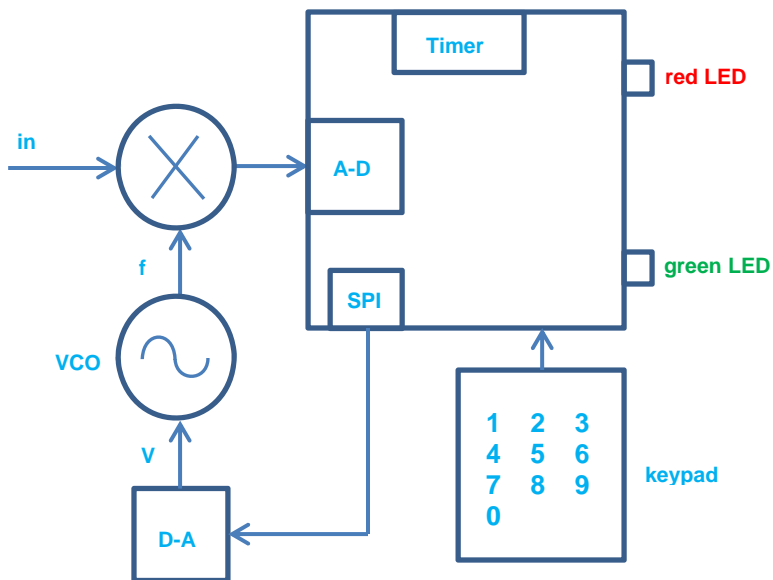 Timer
red LED
in
A-D
f
green LED
SPI
VCO
V
D-A
1 2 3
4 5 6
7 8 9
0
keypad